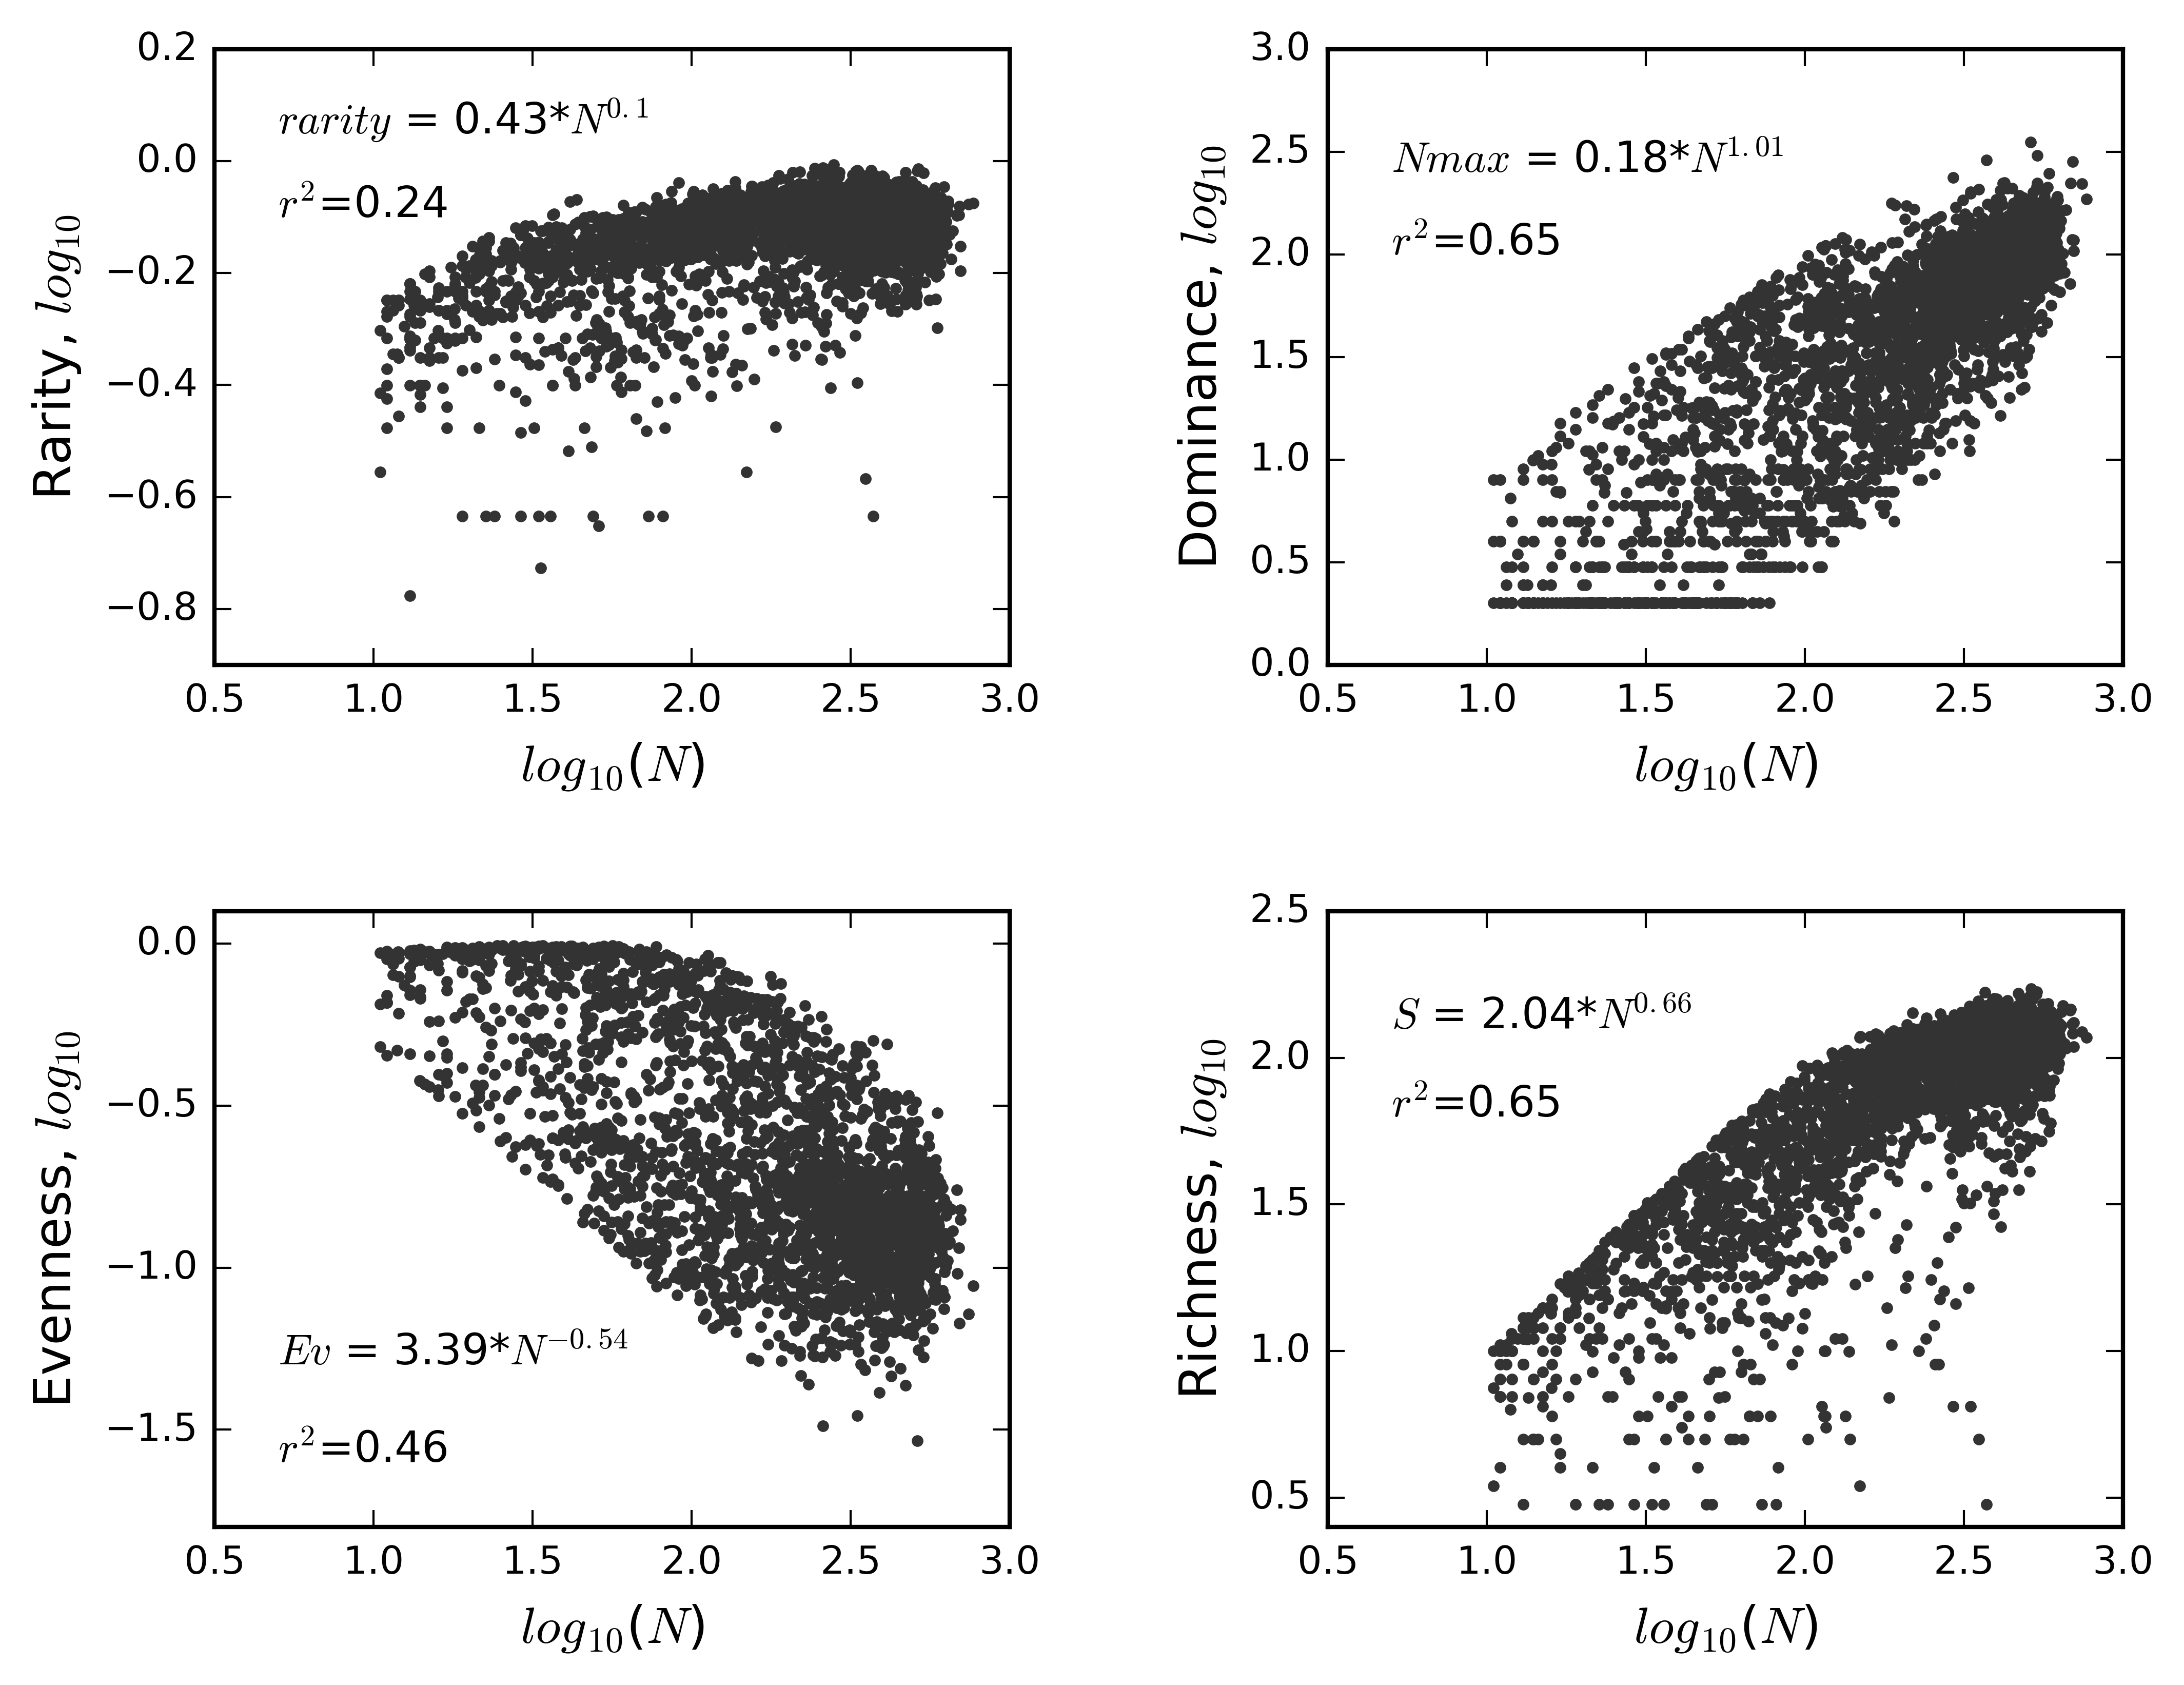 0.2
0.0
−0.2
−0.4
−0.6
−0.8
Rarity, log10
rarity = 0.43*N^0.1
r^2=0.24
0.5 1.0 1.5 2.0 2.5 3.0
log10(N)
3.0
2.5
2.0
1.5
1.0
0.5
0.0
Dominance, log10
Nmax = 0.18*N^1.01
r^2=0.65
0.5 1.0 1.5 2.0 2.5 3.0
log10(N)
0.0
−0.5
−1.0
−1.5
Evenness, log10
Ev = 3.39*N^−0.54
r^2=0.46
0.5 1.0 1.5 2.0 2.5 3.0
log10(N)
2.5
2.0
1.5
1.0
0.5
Richness, log10
S = 2.04*N^0.66
r^2=0.65
0.5 1.0 1.5 2.0 2.5 3.0
log10(N)